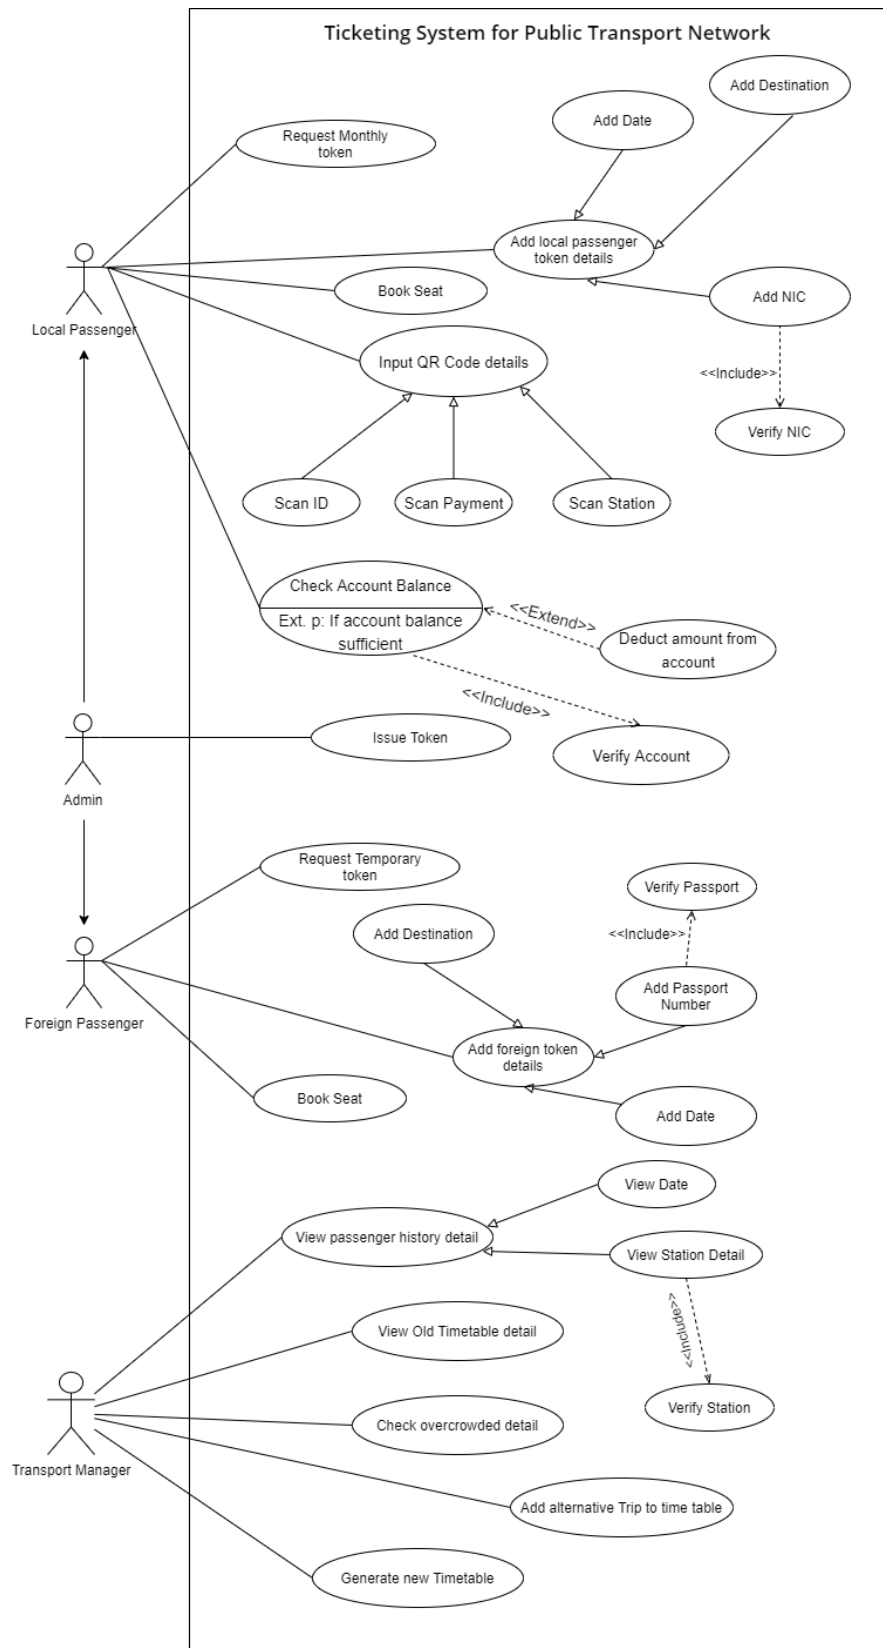 Ticketing System for Public Transport Network
Add Destination
Add Date
Request Monthly
token
Add local passenger
token details
Book Seat
Add NIC
Local Passenger
Input QR Code details
<<Include>>
Verify NIC
Scan ID
Scan Payment
Scan Station
Check Account Balance
Ext. p: If account balance
sufficient
<<Extend>>
Deduct amount from
account
<<Include>>
Issue Token
Verify Account
Admin
Request Temporary
token
Verify Passport
Add Destination
<<Include>>
Add Passport
Number
Foreign Passenger
Add foreign token
details
Book Seat
Add Date
View Date
View passenger history detail
View Station Detail
<<Include>>
View Old Timetable detail
Verify Station
Check overcrowded detail
Transport Manager
Add alternative Trip to time table
Generate new Timetable